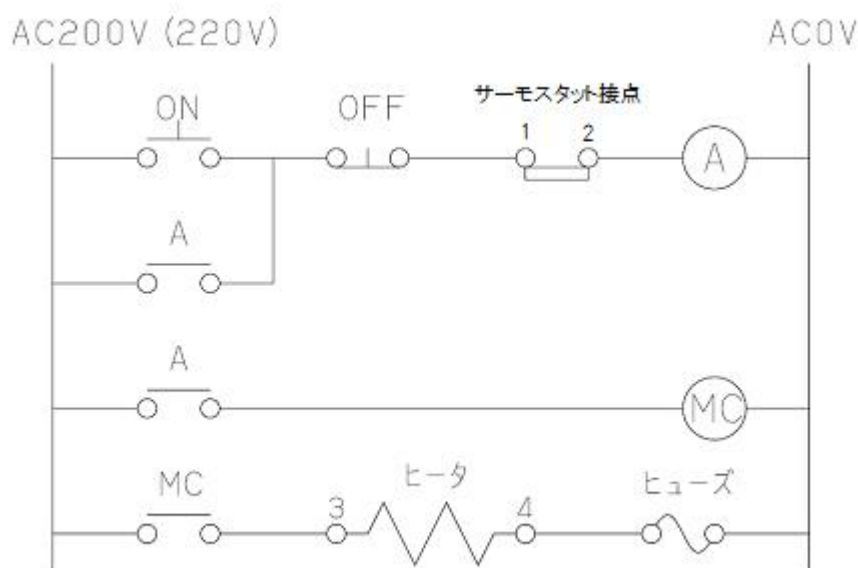 AC200V (220V) AC0V
ON OFF サーモスタット接点
1 2
A
A
A
MC
MC ヒータ ヒューズ
3 4